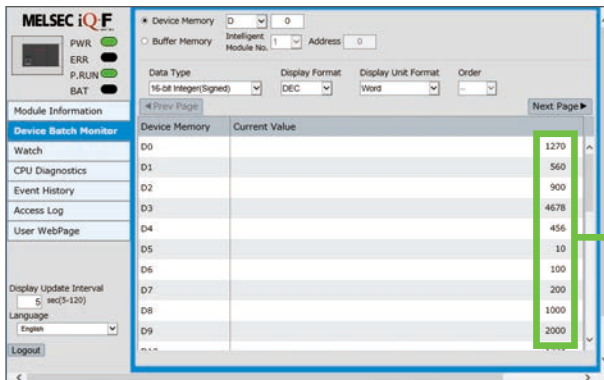 MELSEC iQ-F
PWR
ERR
P.RUN
BAT
Module Information
Device Batch Monitor
Watch
CPU Diagnostics
Event History
Access Log
User WebPage
Display Update Interval
5 sec(5-120)
Language
English
Logout
Device Memory D 0
Buffer Memory Intelligent Module No. 1 Address 0
Data Type Display Format Display Unit Format Order
16-bit Integer(Signed) DEC Word --
◄Prev Page Next Page►
Device Memory Current Value
D0 1270
D1 560
D2 900
D3 4678
D4 456
D5 10
D6 100
D7 200
D8 1000
D9 2000